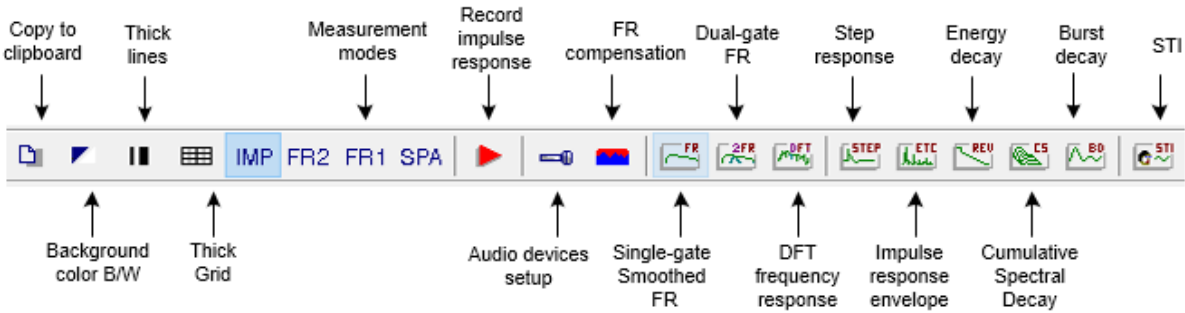 Copy to
clipboard
Thick
lines
Measurement
modes
Record
impulse
response
FR
compensation
Dual-gate
FR
Step
response
Energy
decay
Burst
decay
STI
IMP FR2 FR1 SPA
FR 2FR DFT STEP ETC REV CS BD STI
Background
color B/W
Thick
Grid
Audio devices
setup
Single-gate
Smoothed
FR
DFT
frequency
response
Impulse
response
envelope
Cumulative
Spectral
Decay